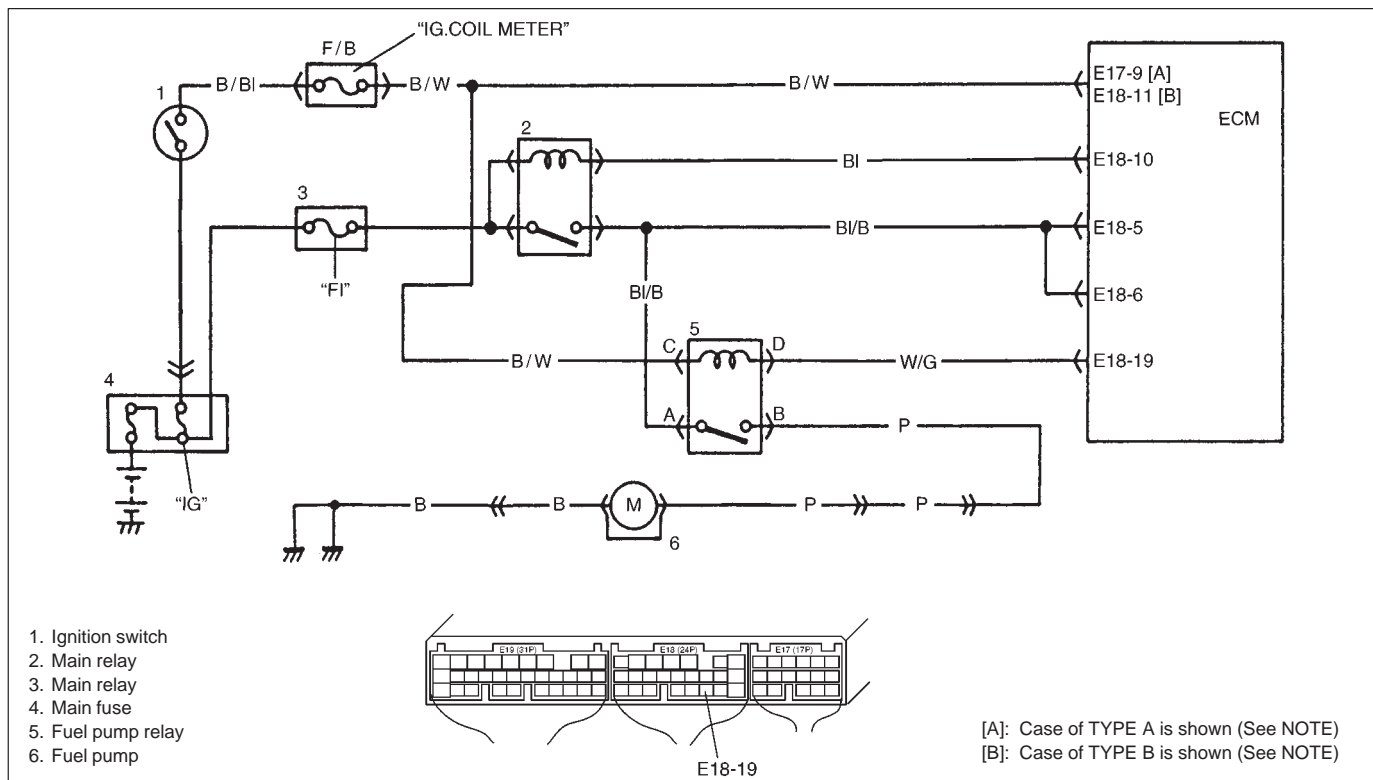 "IG.COIL METER"
F/B
1
B/Bl
B/W
B/W
E17-9 [A]
E18-11 [B]
ECM
2
Bl
E18-10
3
Bl/B
E18-5
"FI"
Bl/B
E18-6
5
B/W
C
D
W/G
E18-19
4
A
B
P
"IG"
B
B
M
P
P
6
1. Ignition switch
2. Main relay
3. Main relay
4. Main fuse
5. Fuel pump relay
6. Fuel pump
E19 (31P)
E18 (24P)
E17 (17P)
E18-19
[A]: Case of TYPE A is shown (See NOTE)
[B]: Case of TYPE B is shown (See NOTE)